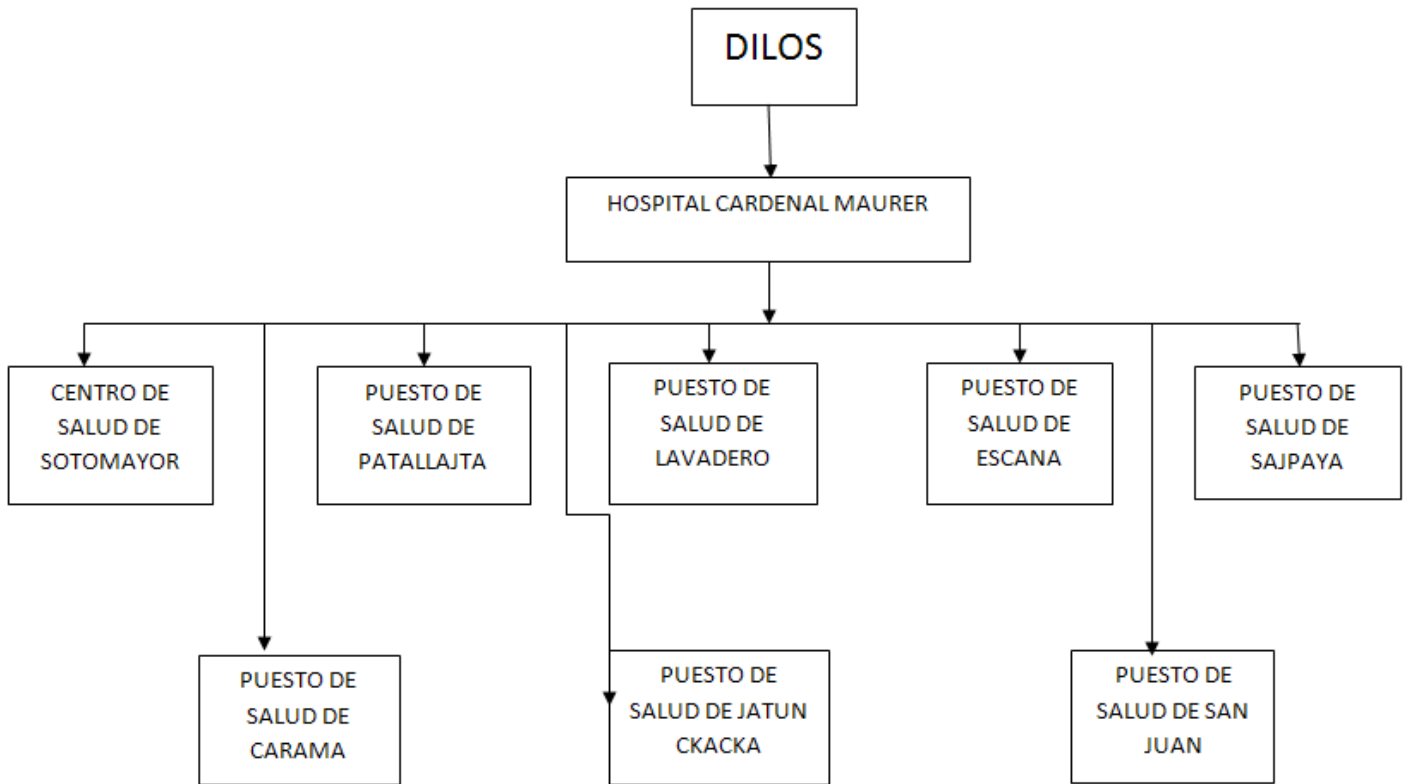 DILOS
HOSPITAL CARDENAL MAURER
CENTRO DE
SALUD DE
SOTOMAYOR
PUESTO DE
SALUD DE
PATALLAJTA
PUESTO DE
SALUD DE
LAVADERO
PUESTO DE
SALUD DE
ESCANA
PUESTO DE
SALUD DE
SAJPAYA
PUESTO DE
SALUD DE
CARAMA
PUESTO DE
SALUD DE JATUN
CKACKA
PUESTO DE
SALUD DE SAN
JUAN